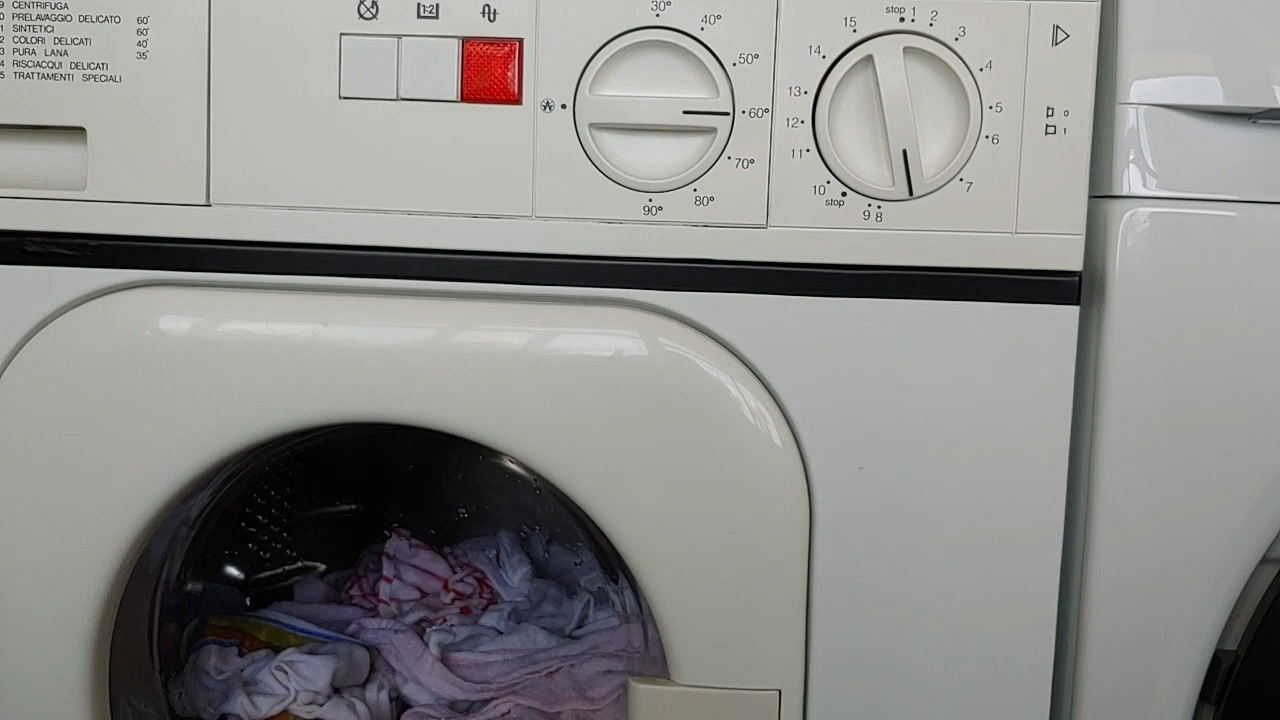 9 CENTRIFUGA
0 PRELAVAGGIO DELICATO 60°
1 SINTETICI 60°
2 COLORI DELICATI 40°
3 PURA LANA 35°
4 RISCIACQUI DELICATI
5 TRATTAMENTI SPECIALI
1:2
30°
40°
50°
60°
70°
80°
90°
stop
1
2
3
4
5
6
7
8
9
stop
10
11
12
13
14
15
0
1